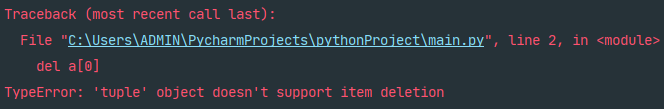 Traceback (most recent call last):
  File "C:\Users\ADMIN\PycharmProjects\pythonProject\main.py", line 2, in <module>
    del a[0]
TypeError: 'tuple' object doesn't support item deletion